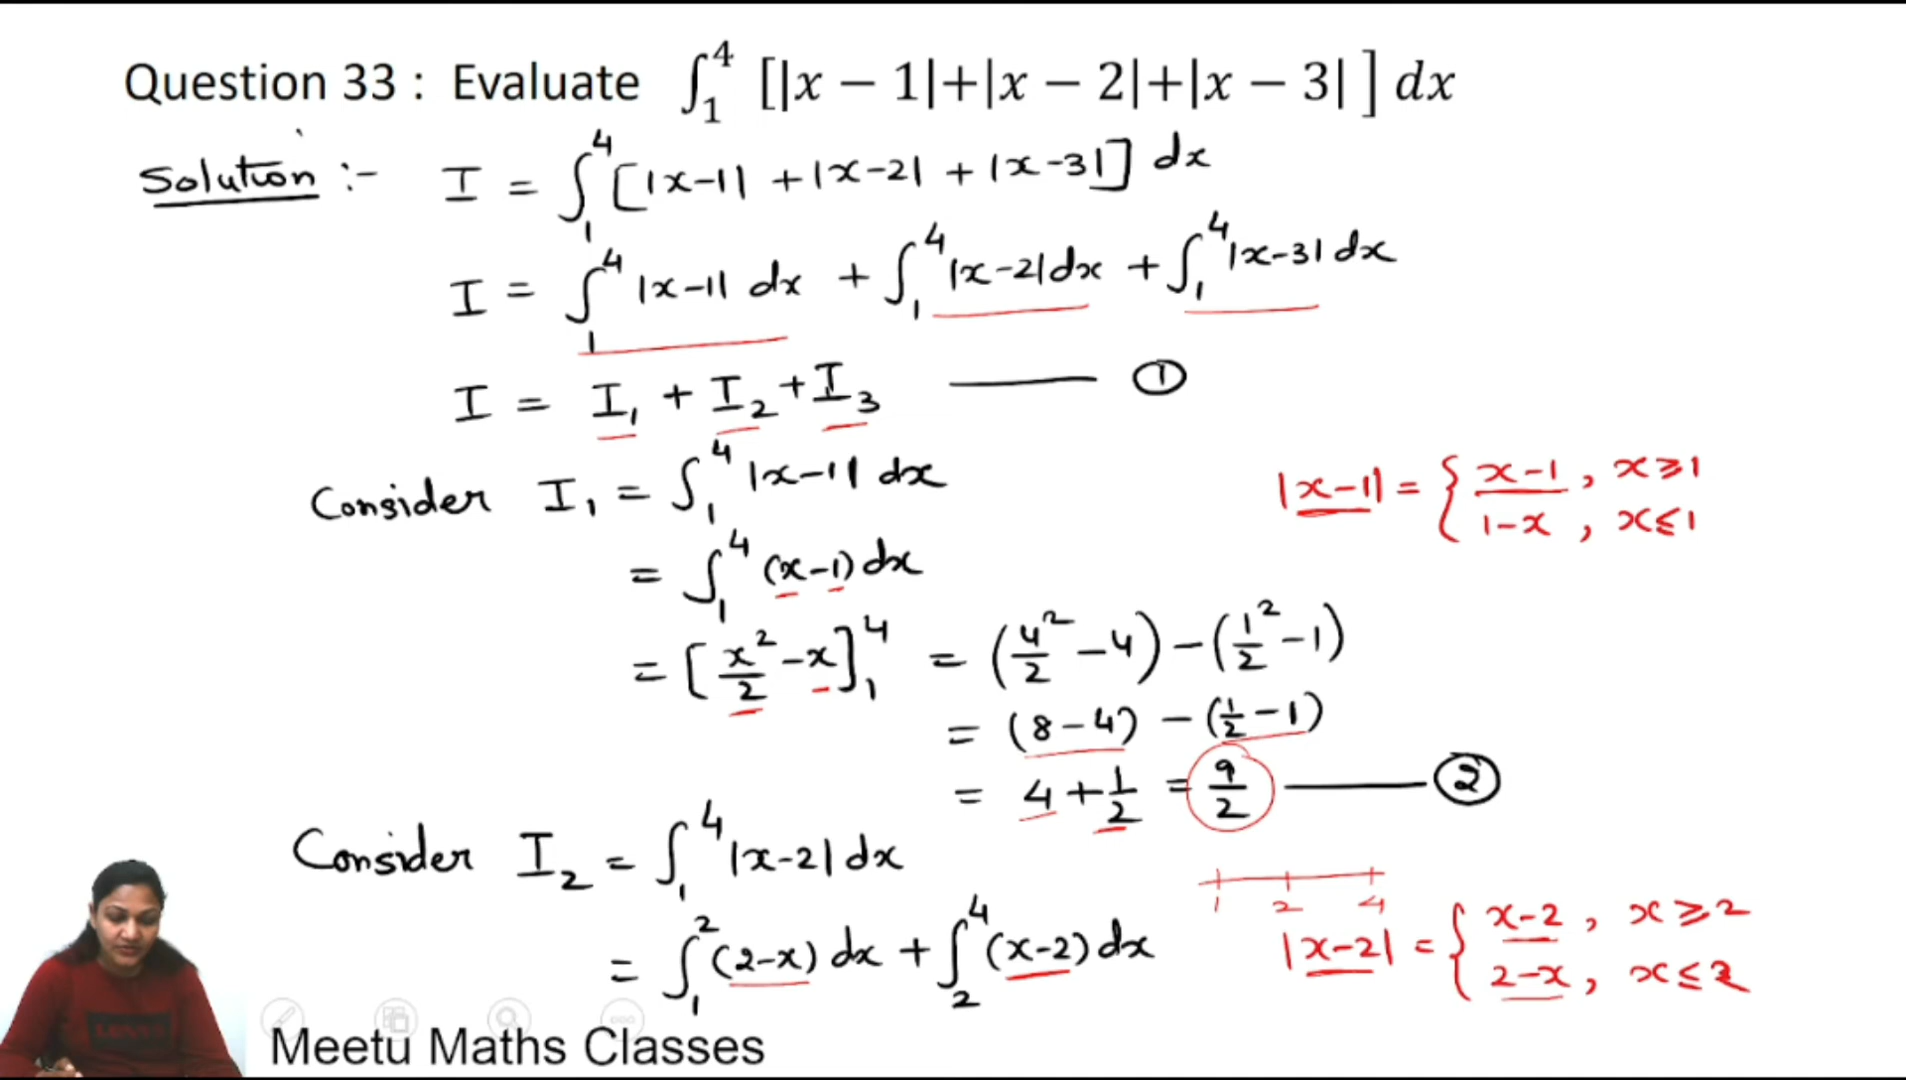 Question 33 : Evaluate ∫₁⁴ [|x − 1|+|x − 2|+|x − 3| ] dx
Solution :- I = ∫₁⁴ [|x-1| + |x-2| + |x-3|] dx
I = ∫₁⁴ |x-1| dx + ∫₁⁴ |x-2| dx + ∫₁⁴ |x-3| dx
I = I₁ + I₂ + I₃ ——— ①
Consider I₁ = ∫₁⁴ |x-1| dx
|x-1| = { x-1 , x≥1
1-x , x≤1
= ∫₁⁴ (x-1) dx
= [x²/2 - x]₁⁴ = (4²/2 - 4) - (1²/2 - 1)
= (8-4) - (1/2 - 1)
= 4 + 1/2 = 9/2 ——— ②
Consider I₂ = ∫₁⁴ |x-2| dx
1 2 4
= ∫₁² (2-x) dx + ∫₂⁴ (x-2) dx
|x-2| = { x-2 , x≥2
2-x , x≤2
Meetu Maths Classes